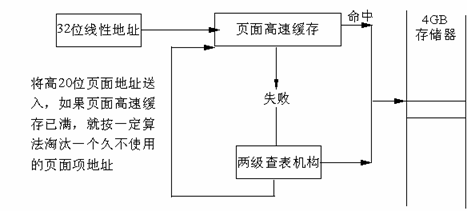 32位线性地址
页面高速缓存
命中
4GB
存储器
将高20位页面地址送
入，如果页面高速缓
存已满，就按一定算
法淘汰一个久不使用
的页面项地址
失败
两级查表机构